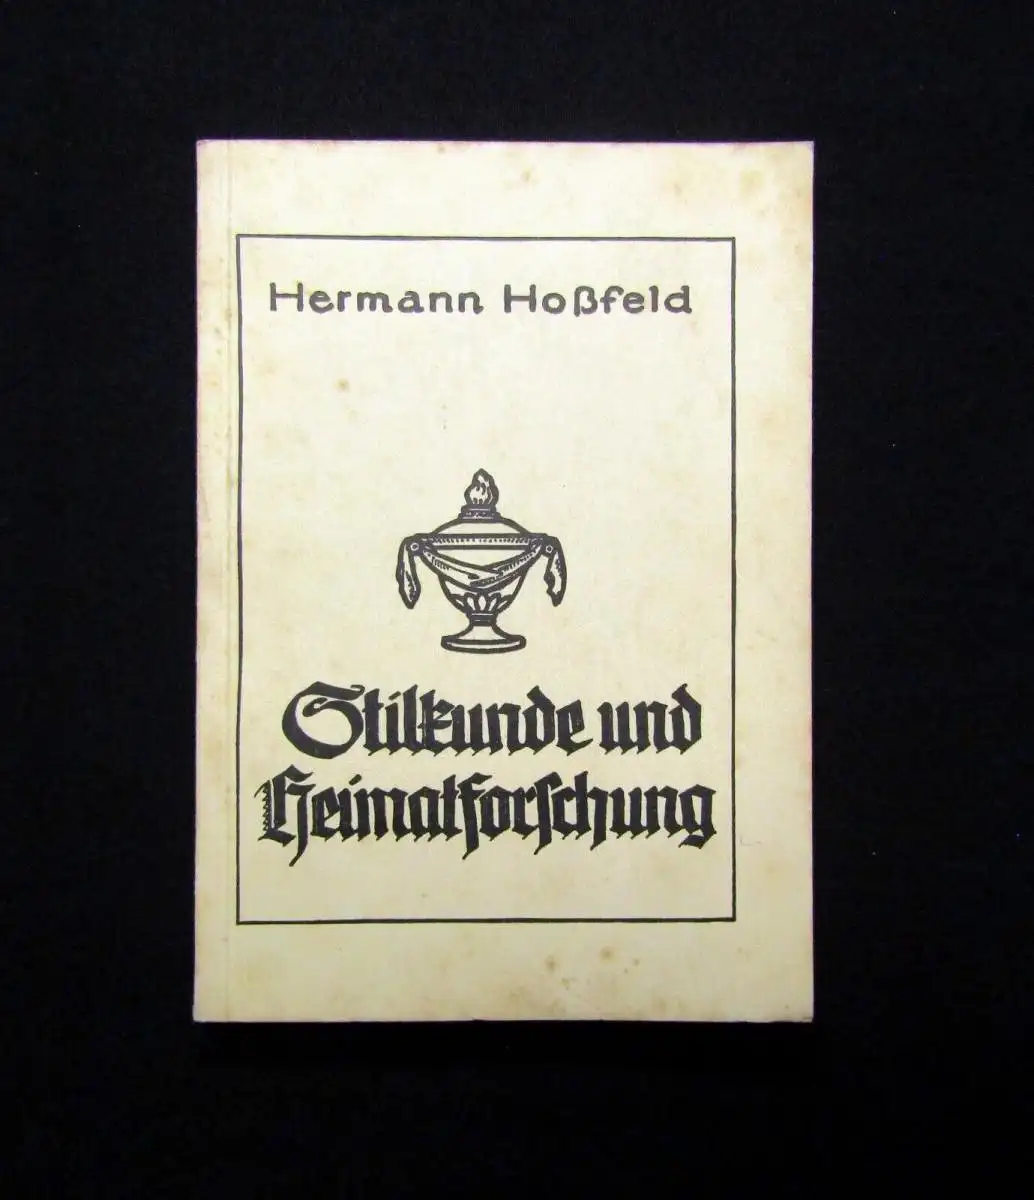 Hermann Hoßfeld
Stilkunde und
Heimatforschung